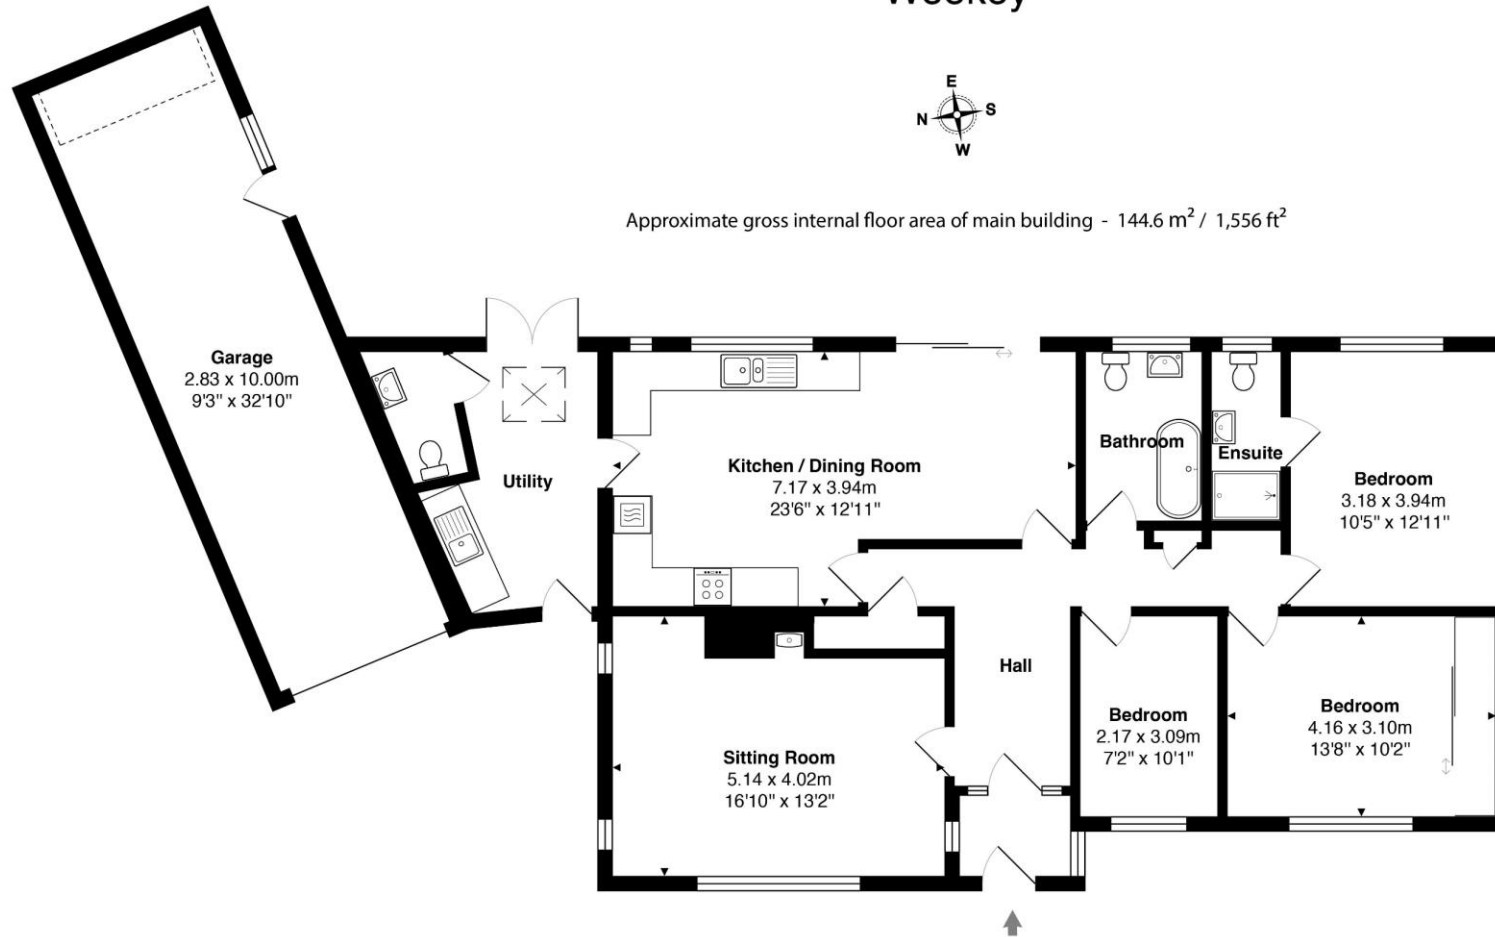 E
N S
W
Approximate gross internal floor area of main building - 144.6 m² / 1,556 ft²
Garage
2.83 x 10.00m
9'3" x 32'10"
Utility
Kitchen / Dining Room
7.17 x 3.94m
23'6" x 12'11"
Bathroom
Ensuite
Bedroom
3.18 x 3.94m
10'5" x 12'11"
Hall
Sitting Room
5.14 x 4.02m
16'10" x 13'2"
Bedroom
2.17 x 3.09m
7'2" x 10'1"
Bedroom
4.16 x 3.10m
13'8" x 10'2"